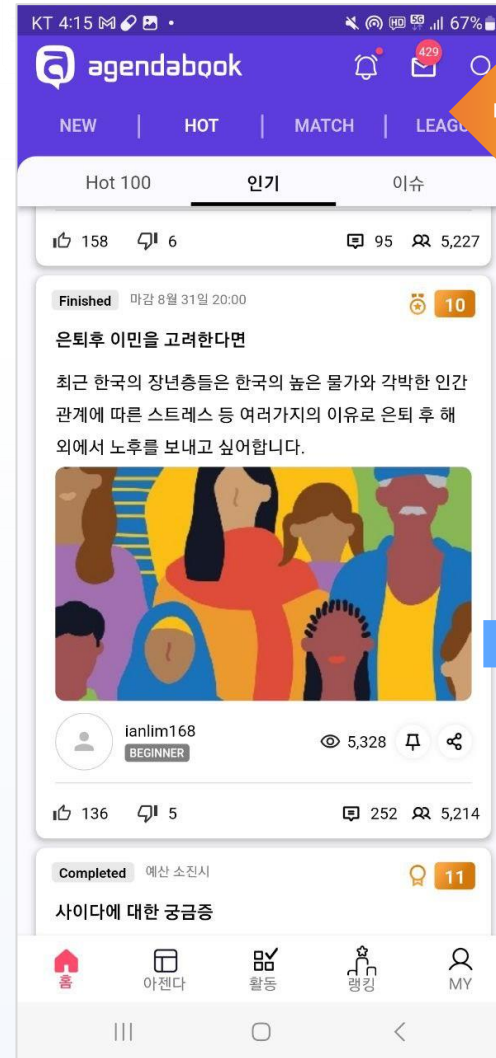 KT 4:15
HD 5G 67%
agendabook
429
NEW | HOT | MATCH | LEAGU
Hot 100 인기 이슈
158 6 95 5,227
Finished 마감 8월 31일 20:00 10
은퇴후 이민을 고려한다면
최근 한국의 장년층들은 한국의 높은 물가와 각박한 인간
관계에 따른 스트레스 등 여러가지의 이유로 은퇴 후 해
외에서 노후를 보내고 싶어합니다.
ianlim168
BEGINNER
5,328
136 5 252 5,214
Completed 예산 소진시 11
사이다에 대한 궁금증
홈 아젠다 활동 랭킹 MY